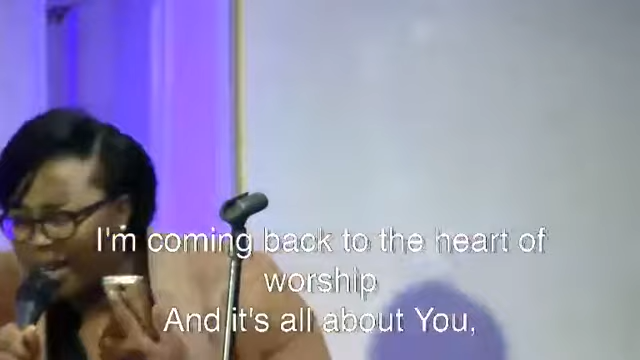 I'm coming back to the heart of
worship
And it's all about You,